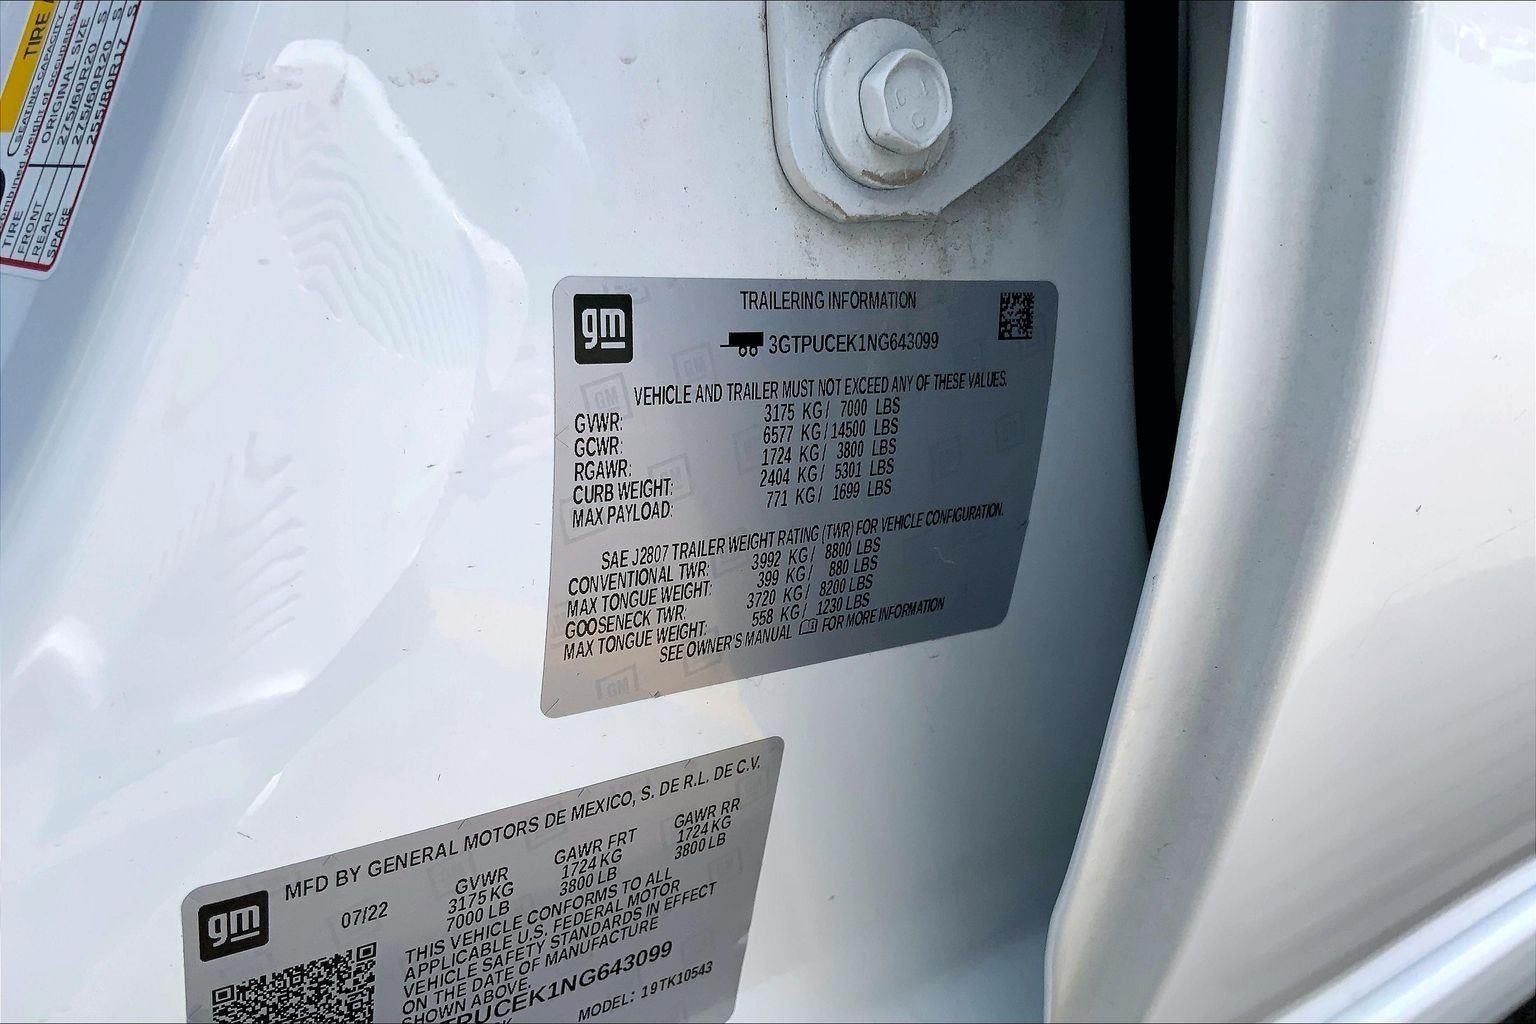 TIRE
SEATING CAPACITY
combined weight of occupants
TIRE ORIGINAL SIZE
FRONT 275/60R20 S
REAR 275/60R20 S
SPARE 255/80R17 S
gm
TRAILERING INFORMATION
3GTPUCEK1NG643099
VEHICLE AND TRAILER MUST NOT EXCEED ANY OF THESE VALUES.
GVWR: 3175 KG/ 7000 LBS
GCWR: 6577 KG/14500 LBS
RGAWR: 1724 KG/ 3800 LBS
CURB WEIGHT: 2404 KG/ 5301 LBS
MAX PAYLOAD: 771 KG/ 1699 LBS
SAE J2807 TRAILER WEIGHT RATING (TWR) FOR VEHICLE CONFIGURATION.
CONVENTIONAL TWR: 3992 KG/ 8800 LBS
MAX TONGUE WEIGHT: 399 KG/ 880 LBS
GOOSENECK TWR: 3720 KG/ 8200 LBS
MAX TONGUE WEIGHT: 558 KG/ 1230 LBS
SEE OWNER'S MANUAL FOR MORE INFORMATION
gm
MFD BY GENERAL MOTORS DE MEXICO, S. DE R.L. DE C.V.
07/22
GVWR GAWR FRT GAWR RR
3175 KG 1724 KG 1724 KG
7000 LB 3800 LB 3800 LB
THIS VEHICLE CONFORMS TO ALL
APPLICABLE U.S. FEDERAL MOTOR
VEHICLE SAFETY STANDARDS IN EFFECT
ON THE DATE OF MANUFACTURE
SHOWN ABOVE.
TPUCEK1NG643099
MODEL: 19TK10543